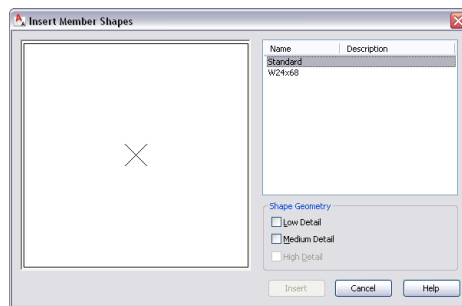 Insert Member Shapes
Name Description
Standard
W24x68
Shape Geometry
Low Detail
Medium Detail
High Detail
Insert Cancel Help